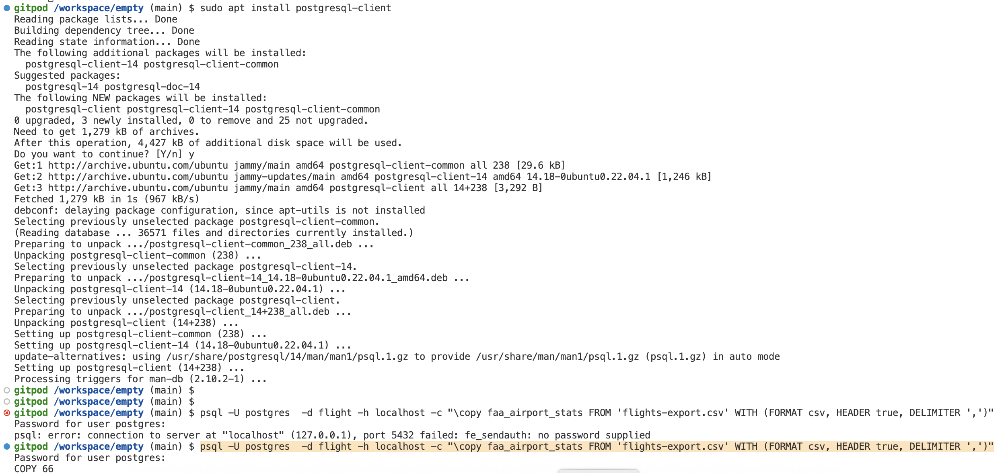 gitpod /workspace/empty (main) $ sudo apt install postgresql-client
Reading package lists... Done
Building dependency tree... Done
Reading state information... Done
The following additional packages will be installed:
  postgresql-client-14 postgresql-client-common
Suggested packages:
  postgresql-14 postgresql-doc-14
The following NEW packages will be installed:
  postgresql-client postgresql-client-14 postgresql-client-common
0 upgraded, 3 newly installed, 0 to remove and 25 not upgraded.
Need to get 1,279 kB of archives.
After this operation, 4,427 kB of additional disk space will be used.
Do you want to continue? [Y/n] y
Get:1 http://archive.ubuntu.com/ubuntu jammy/main amd64 postgresql-client-common all 238 [29.6 kB]
Get:2 http://archive.ubuntu.com/ubuntu jammy-updates/main amd64 postgresql-client-14 amd64 14.18-0ubuntu0.22.04.1 [1,246 kB]
Get:3 http://archive.ubuntu.com/ubuntu jammy/main amd64 postgresql-client all 14+238 [3,292 B]
Fetched 1,279 kB in 1s (967 kB/s)
debconf: delaying package configuration, since apt-utils is not installed
Selecting previously unselected package postgresql-client-common.
(Reading database ... 36571 files and directories currently installed.)
Preparing to unpack .../postgresql-client-common_238_all.deb ...
Unpacking postgresql-client-common (238) ...
Selecting previously unselected package postgresql-client-14.
Preparing to unpack .../postgresql-client-14_14.18-0ubuntu0.22.04.1_amd64.deb ...
Unpacking postgresql-client-14 (14.18-0ubuntu0.22.04.1) ...
Selecting previously unselected package postgresql-client.
Preparing to unpack .../postgresql-client_14+238_all.deb ...
Unpacking postgresql-client (14+238) ...
Setting up postgresql-client-common (238) ...
Setting up postgresql-client-14 (14.18-0ubuntu0.22.04.1) ...
update-alternatives: using /usr/share/postgresql/14/man/man1/psql.1.gz to provide /usr/share/man/man1/psql.1.gz (psql.1.gz) in auto mode
Setting up postgresql-client (14+238) ...
Processing triggers for man-db (2.10.2-1) ...
gitpod /workspace/empty (main) $
gitpod /workspace/empty (main) $
gitpod /workspace/empty (main) $ psql -U postgres  -d flight -h localhost -c "\copy faa_airport_stats FROM 'flights-export.csv' WITH (FORMAT csv, HEADER true, DELIMITER ',')"
Password for user postgres:
psql: error: connection to server at "localhost" (127.0.0.1), port 5432 failed: fe_sendauth: no password supplied
gitpod /workspace/empty (main) $ psql -U postgres  -d flight -h localhost -c "\copy faa_airport_stats FROM 'flights-export.csv' WITH (FORMAT csv, HEADER true, DELIMITER ',')"
Password for user postgres:
COPY 66